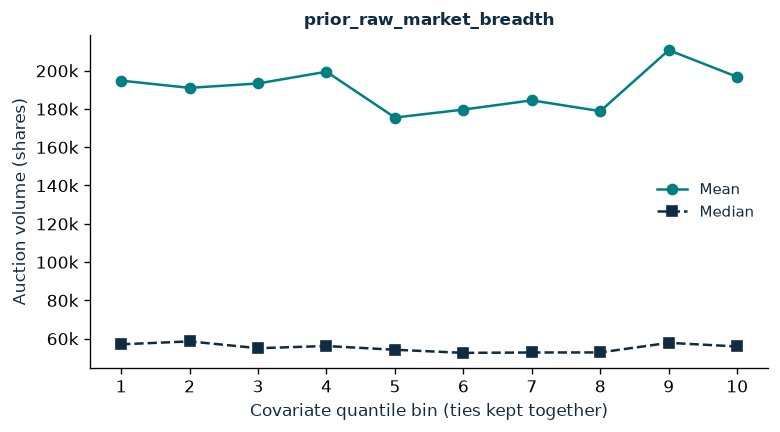 prior_raw_market_breadth
Auction volume (shares)
200k
180k
160k
140k
120k
100k
80k
60k
Mean
Median
1 2 3 4 5 6 7 8 9 10
Covariate quantile bin (ties kept together)